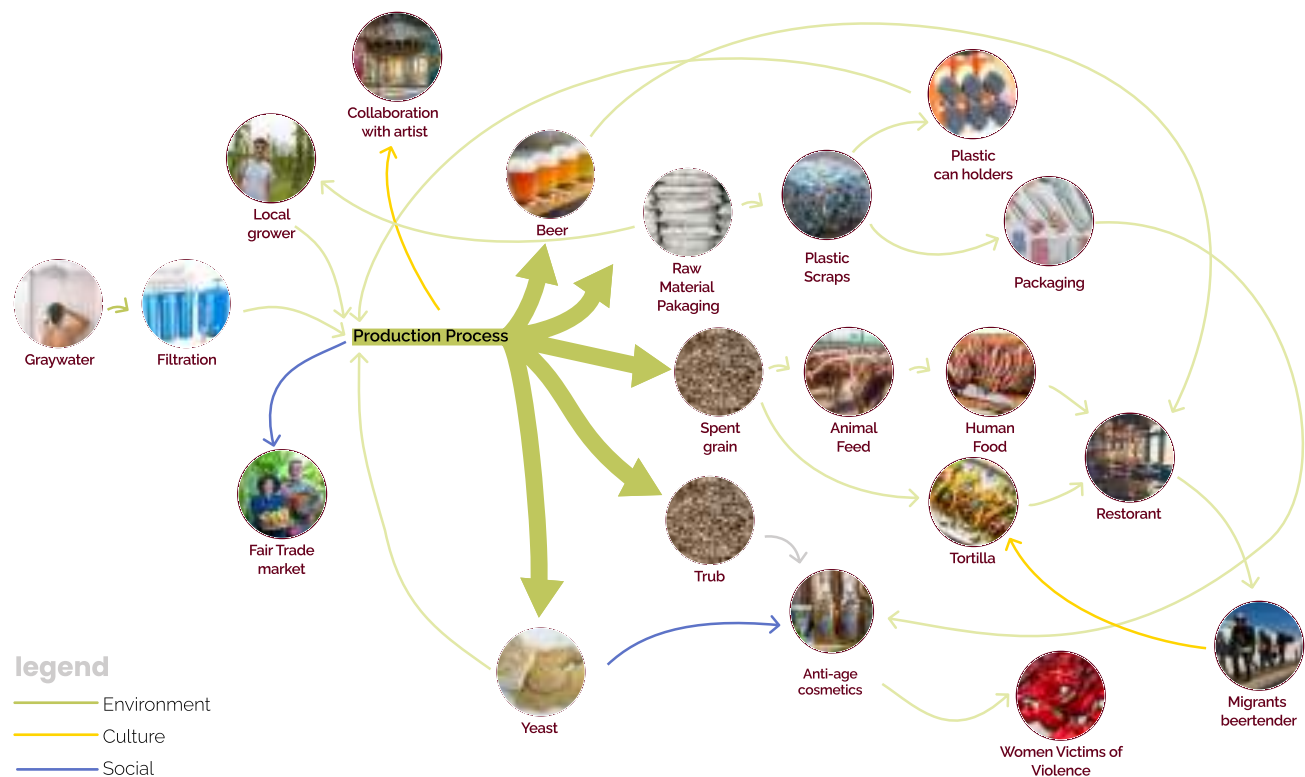 Collaboration
with artist
Local
grower
Beer
Plastic
can holders
Raw
Material
Pakaging
Plastic
Scraps
Packaging
Graywater
Filtration
Production Process
Spent
grain
Animal
Feed
Human
Food
Restorant
Fair Trade
market
Trub
Tortilla
Anti-age
cosmetics
Yeast
Migrants
beertender
Women Victims of
Violence
legend
Environment
Culture
Social